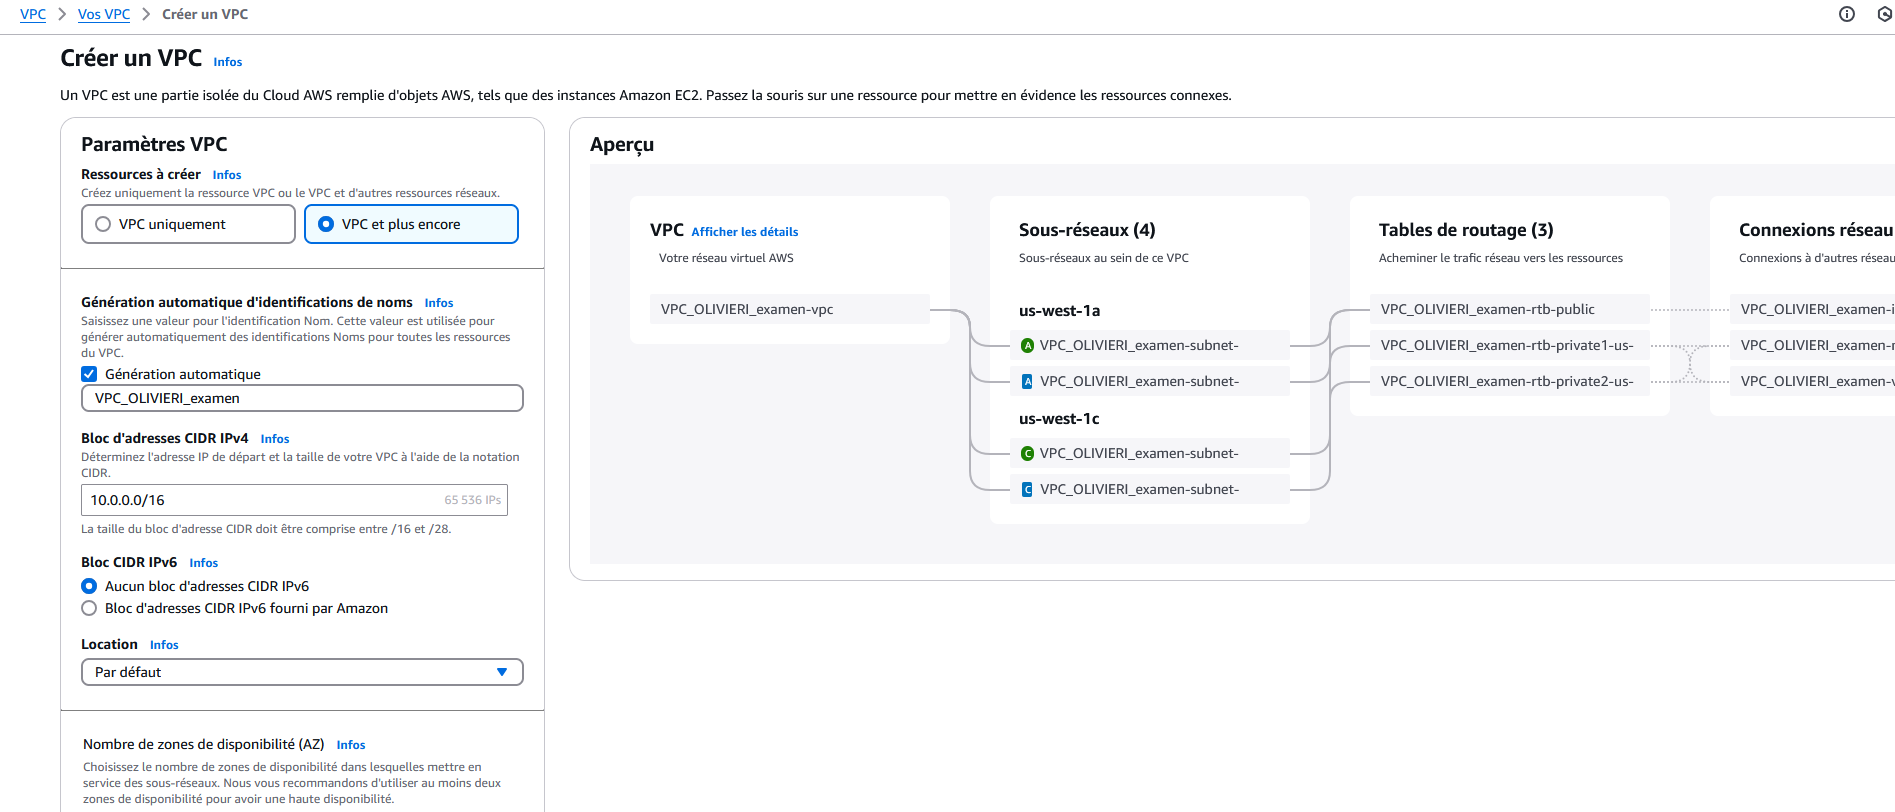 VPC > Vos VPC > Créer un VPC
Créer un VPC Infos
Un VPC est une partie isolée du Cloud AWS remplie d'objets AWS, tels que des instances Amazon EC2. Passez la souris sur une ressource pour mettre en évidence les ressources connexes.
Paramètres VPC
Ressources à créer Infos
Créez uniquement la ressource VPC ou le VPC et d'autres ressources réseaux.
VPC uniquement
VPC et plus encore
Génération automatique d'identifications de noms Infos
Saisissez une valeur pour l'identification Nom. Cette valeur est utilisée pour
générer automatiquement des identifications Noms pour toutes les ressources
du VPC.
Génération automatique
VPC_OLIVIERI_examen
Bloc d'adresses CIDR IPv4 Infos
Déterminez l'adresse IP de départ et la taille de votre VPC à l'aide de la notation
CIDR.
10.0.0.0/16 65 536 IPs
La taille du bloc d'adresse CIDR doit être comprise entre /16 et /28.
Bloc CIDR IPv6 Infos
Aucun bloc d'adresses CIDR IPv6
Bloc d'adresses CIDR IPv6 fourni par Amazon
Location Infos
Par défaut
Nombre de zones de disponibilité (AZ) Infos
Choisissez le nombre de zones de disponibilité dans lesquelles mettre en
service des sous-réseaux. Nous vous recommandons d'utiliser au moins deux
zones de disponibilité pour avoir une haute disponibilité.
Aperçu
VPC Afficher les détails
Votre réseau virtuel AWS
VPC_OLIVIERI_examen-vpc
Sous-réseaux (4)
Sous-réseaux au sein de ce VPC
us-west-1a
A VPC_OLIVIERI_examen-subnet-
A VPC_OLIVIERI_examen-subnet-
us-west-1c
C VPC_OLIVIERI_examen-subnet-
C VPC_OLIVIERI_examen-subnet-
Tables de routage (3)
Acheminer le trafic réseau vers les ressources
VPC_OLIVIERI_examen-rtb-public
VPC_OLIVIERI_examen-rtb-private1-us-
VPC_OLIVIERI_examen-rtb-private2-us-
Connexions réseau
Connexions à d'autres réseau
VPC_OLIVIERI_examen-i
VPC_OLIVIERI_examen-
VPC_OLIVIERI_examen-